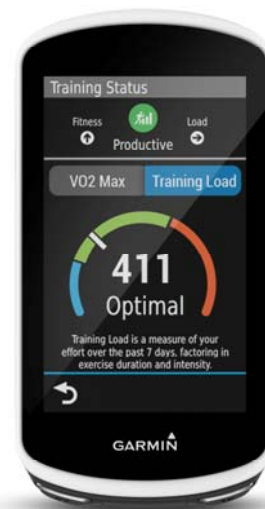 Training Status
Fitness
Load
Productive
VO2 Max
Training Load
411
Optimal
Training Load is a measure of your
effort over the past 7 days, factoring in
exercise duration and intensity.
GARMIN